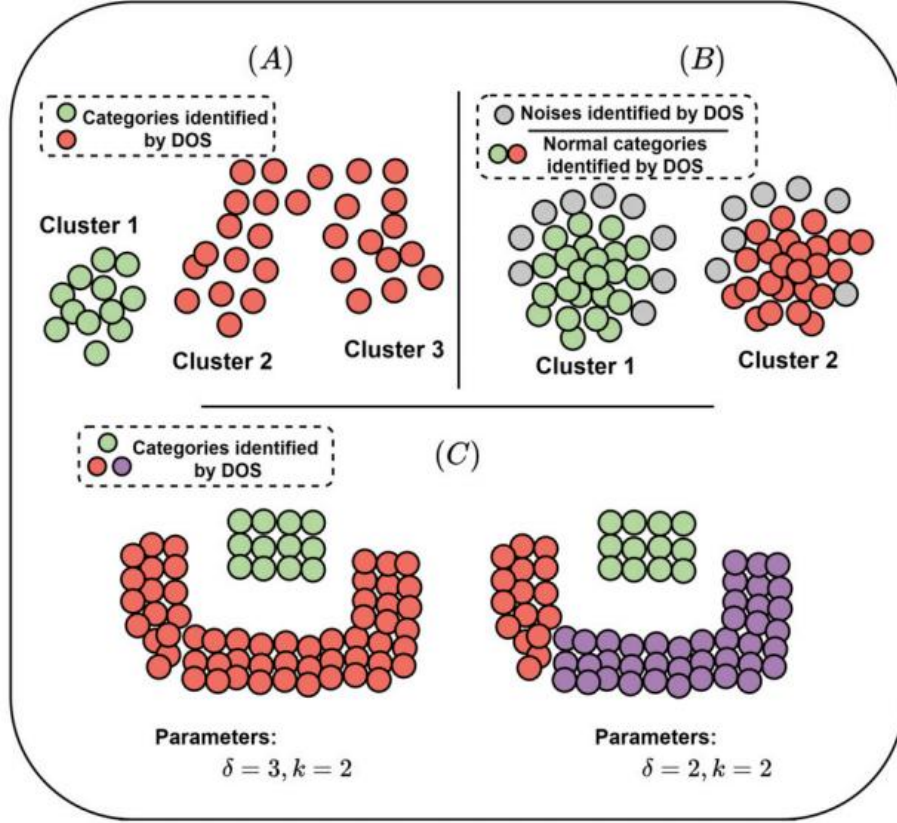 (A)
Categories identified
by DOS
Cluster 1
Cluster 2
Cluster 3
(B)
Noises identified by DOS
Normal categories
identified by DOS
Cluster 1
Cluster 2
(C)
Categories identified
by DOS
Parameters:
δ = 3, k = 2
Parameters:
δ = 2, k = 2